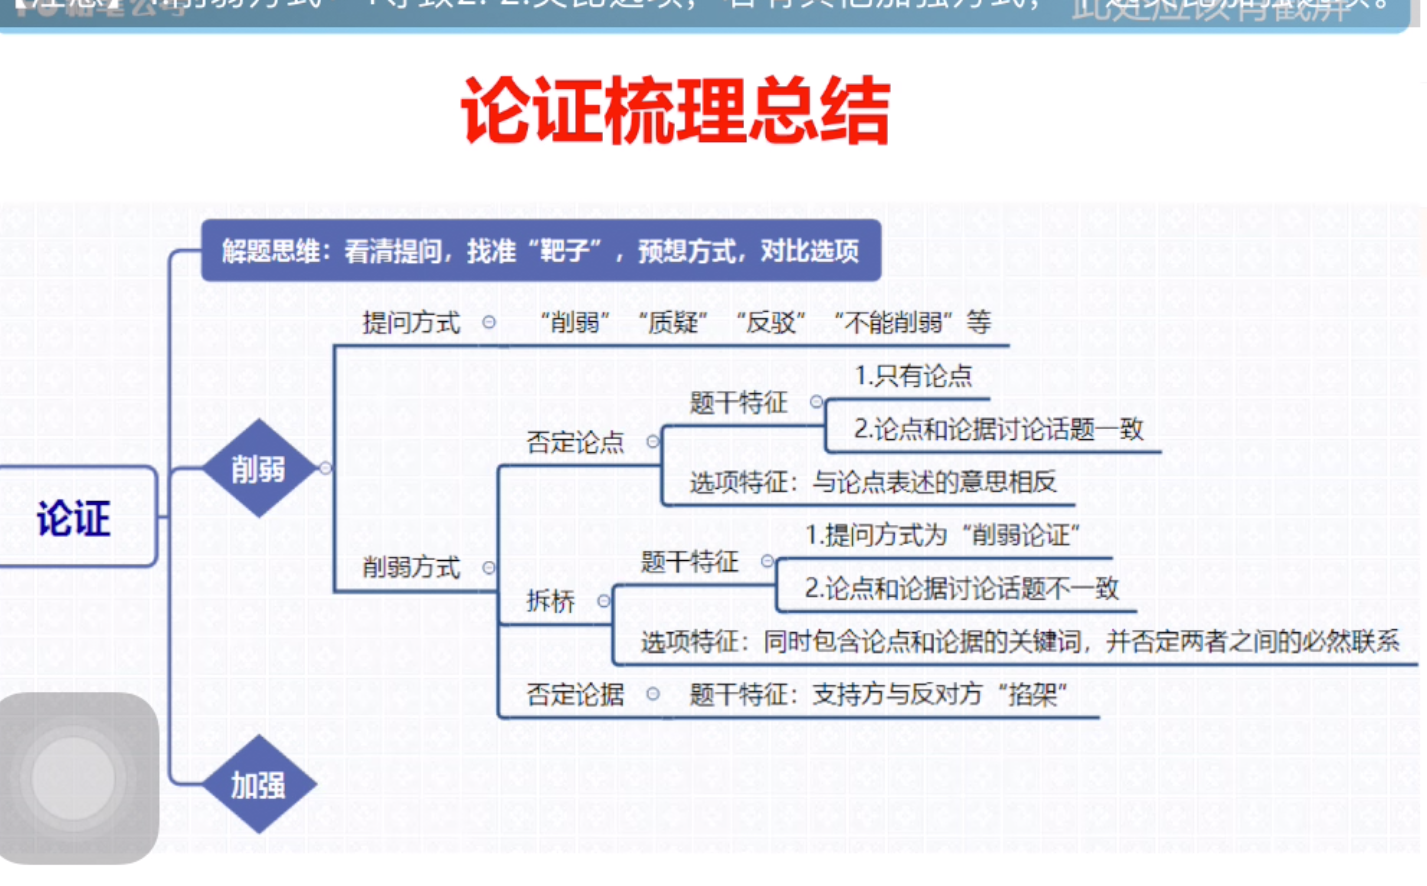 论证梳理总结
解题思维：看清提问，找准“靶子”，预想方式，对比选项
提问方式 “削弱” “质疑” “反驳” “不能削弱”等
1.只有论点
题干特征
2.论点和论据讨论话题一致
否定论点
选项特征：与论点表述的意思相反
削弱
论证
1.提问方式为“削弱论证”
题干特征
2.论点和论据讨论话题不一致
削弱方式
拆桥
选项特征：同时包含论点和论据的关键词，并否定两者之间的必然联系
否定论据 题干特征：支持方与反对方“掐架”
加强